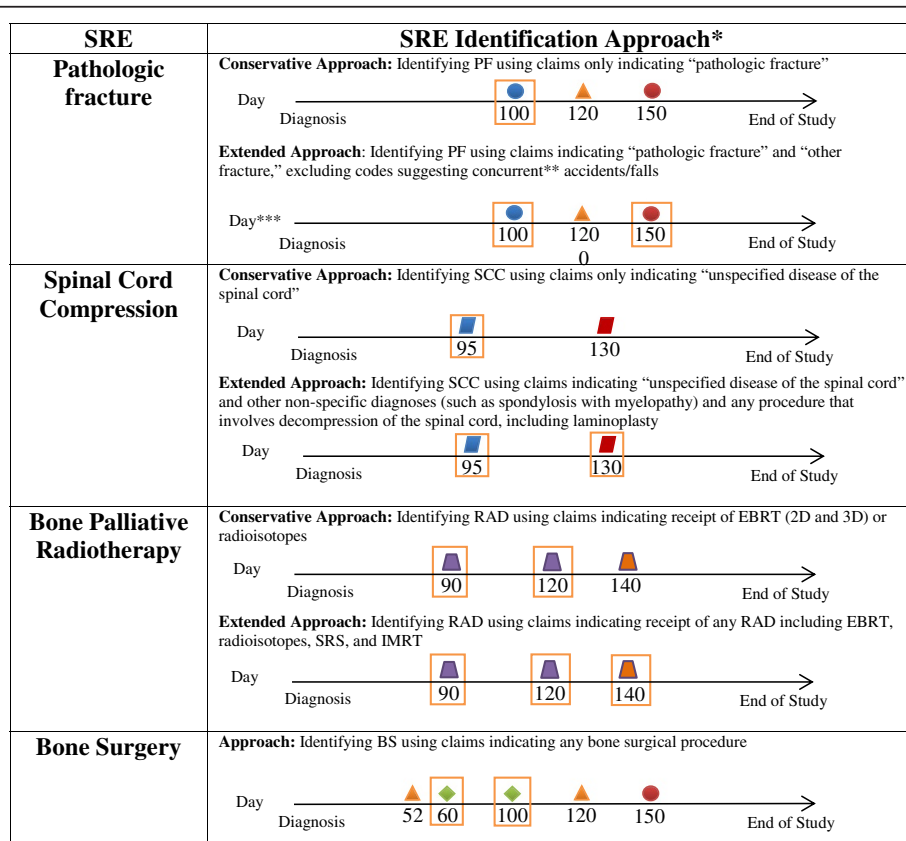 SRE
SRE Identification Approach*
Pathologic
fracture
Conservative Approach: Identifying PF using claims only indicating “pathologic fracture”
Day
100 120 150
Diagnosis
End of Study
Extended Approach: Identifying PF using claims indicating “pathologic fracture” and “other
fracture,” excluding codes suggesting concurrent** accidents/falls
Day***
100 120 150
0
Diagnosis
End of Study
Spinal Cord
Compression
Conservative Approach: Identifying SCC using claims only indicating “unspecified disease of the
spinal cord”
Day
95 130
Diagnosis
End of Study
Extended Approach: Identifying SCC using claims indicating “unspecified disease of the spinal cord”
and other non-specific diagnoses (such as spondylosis with myelopathy) and any procedure that
involves decompression of the spinal cord, including laminoplasty
Day
95 130
Diagnosis
End of Study
Bone Palliative
Radiotherapy
Conservative Approach: Identifying RAD using claims indicating receipt of EBRT (2D and 3D) or
radioisotopes
Day
90 120 140
Diagnosis
End of Study
Extended Approach: Identifying RAD using claims indicating receipt of any RAD including EBRT,
radioisotopes, SRS, and IMRT
Day
90 120 140
Diagnosis
End of Study
Bone Surgery
Approach: Identifying BS using claims indicating any bone surgical procedure
Day
52 60 100 120 150
Diagnosis
End of Study